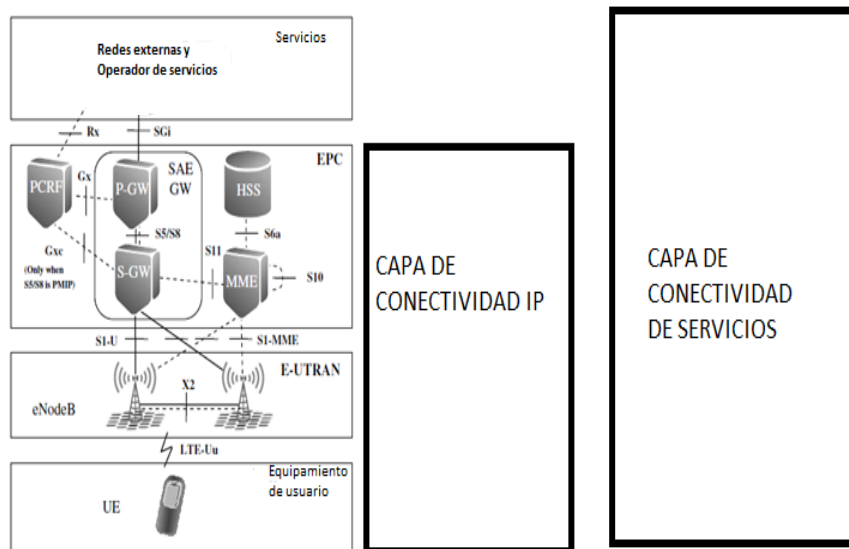 Servicios
Redes externas y
Operador de servicios
Rx
SGi
EPC
SAE
GW
PCRF
Gx
P-GW
HSS
Gxc
S5/S8
S6a
(Only when
S5/S8 is PMIP)
S-GW
S11
MME
S10
S1-U
S1-MME
E-UTRAN
X2
eNodeB
LTE-Uu
Equipamiento
de usuario
UE
CAPA DE
CONECTIVIDAD IP
CAPA DE
CONECTIVIDAD
DE SERVICIOS